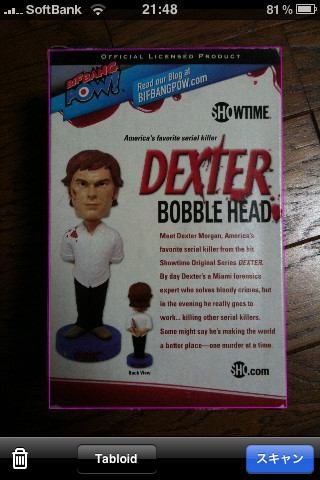 SoftBank 21:48 81%
OFFICIAL LICENSED PRODUCT
BIFBANG
POW!
Read our Blog at
BIFBANGPOW.com
SHOWTIME
America's favorite serial killer
DEXTER
BOBBLE HEAD
Meet Dexter Morgan, America's
favorite serial killer from the hit
Showtime Original Series DEXTER.
By day Dexter's a Miami forensics
expert who solves bloody crimes, but
in the evening he really goes to
work... killing other serial killers.
Some might say he's making the world
a better place—one murder at a time.
DEXTER
Back View
SHO.com
Tabloid
スキャン